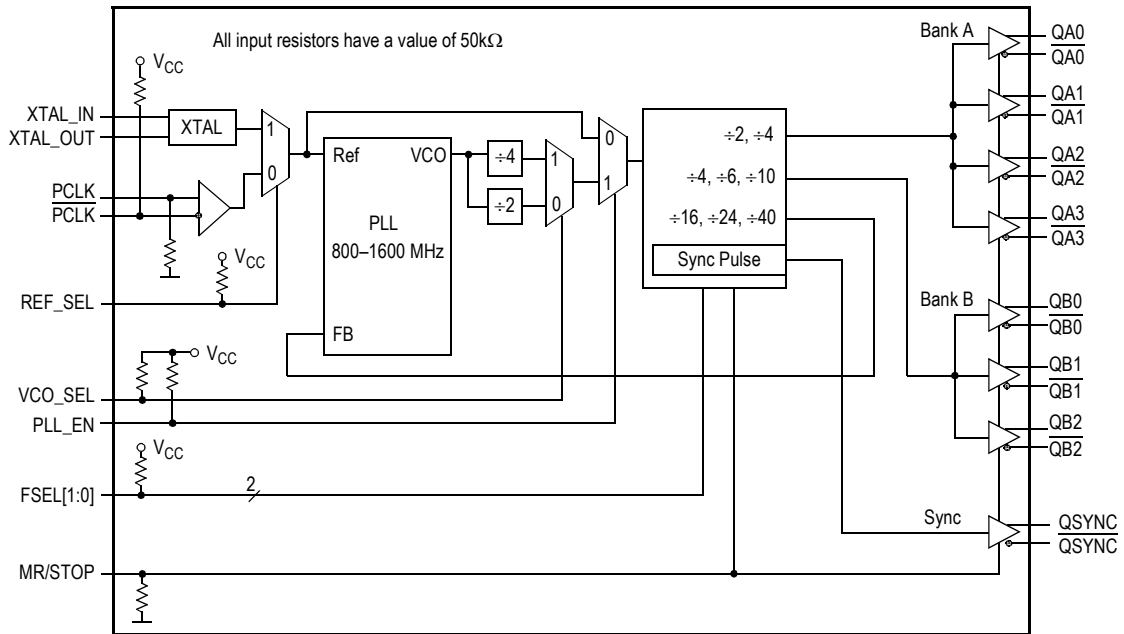 All input resistors have a value of 50kΩ
Bank A
QA0
QA0
VCC
XTAL_IN
XTAL_OUT
XTAL
1
0
Ref
VCO
÷4
÷2
1
0
0
1
÷2, ÷4
÷4, ÷6, ÷10
÷16, ÷24, ÷40
Sync Pulse
QA1
QA1
QA2
QA2
QA3
QA3
PCLK
PCLK
PLL
800–1600 MHz
VCC
REF_SEL
FB
Bank B
QB0
QB0
VCC
QB1
QB1
VCO_SEL
PLL_EN
QB2
QB2
VCC
FSEL[1:0]
2
Sync
QSYNC
QSYNC
MR/STOP